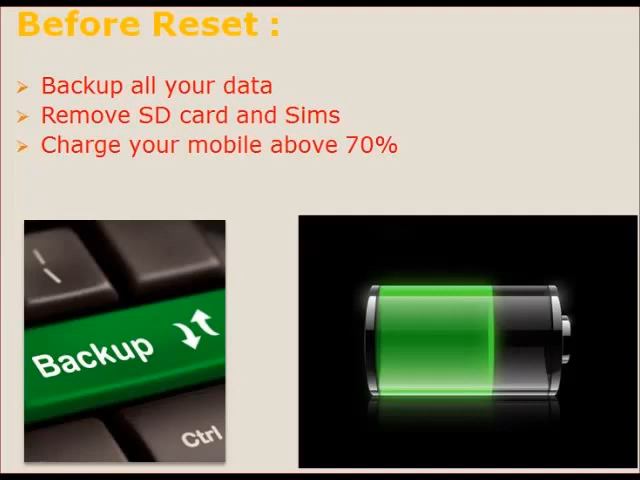 Before Reset :
Backup all your data
Remove SD card and Sims
Charge your mobile above 70%
Backup
Ctrl